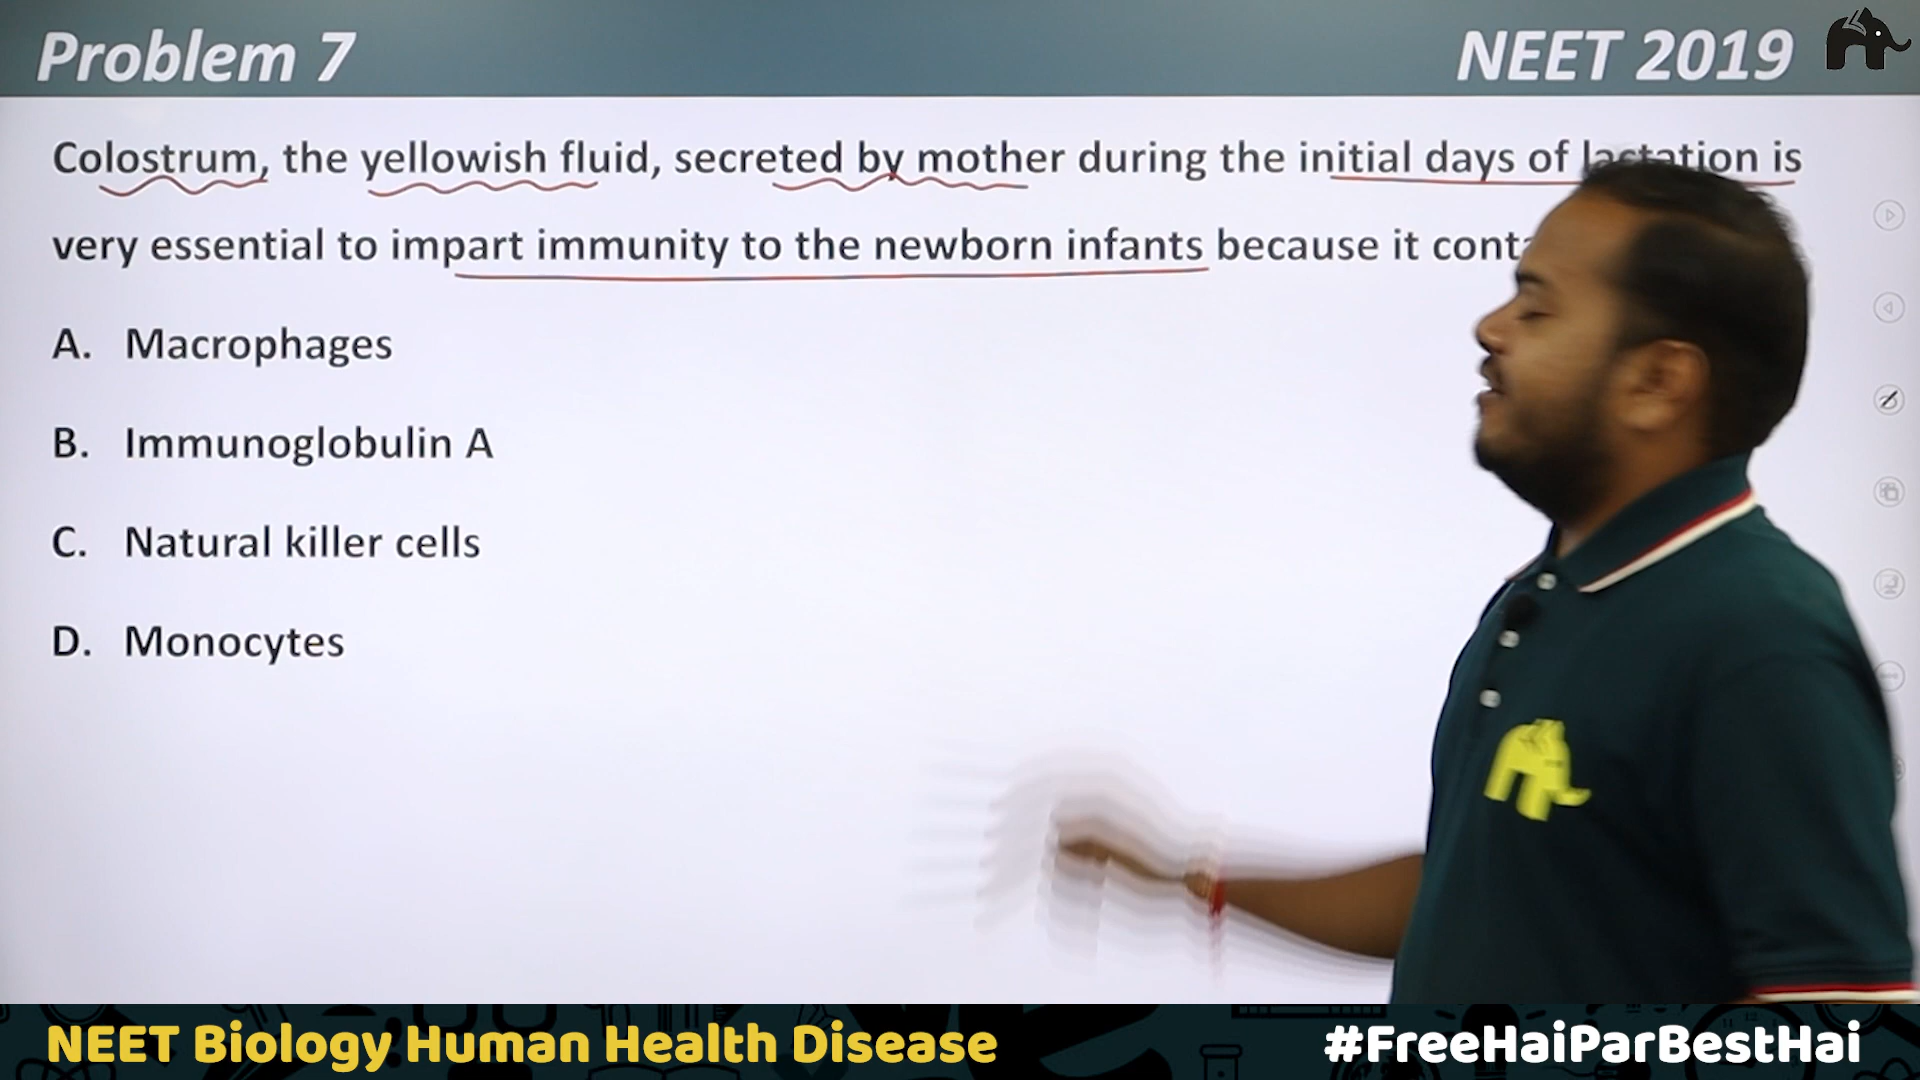 Problem 7
NEET 2019
Colostrum, the yellowish fluid, secreted by mother during the initial days of lactation is
very essential to impart immunity to the newborn infants because it
A. Macrophages
B. Immunoglobulin A
C. Natural killer cells
D. Monocytes
NEET Biology Human Health Disease
#FreeHaiParBestHai